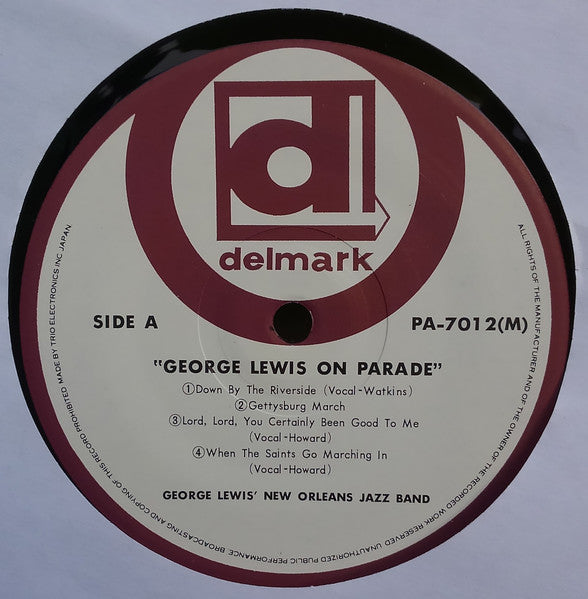 d
delmark
SIDE A
PA-7012(M)
"GEORGE LEWIS ON PARADE"
①Down By The Riverside (Vocal-Watkins)
②Gettysburg March
③Lord, Lord, You Certainly Been Good To Me
(Vocal-Howard)
④When The Saints Go Marching In
(Vocal-Howard)
GEORGE LEWIS' NEW ORLEANS JAZZ BAND
ALL RIGHTS OF THE MANUFACTURER AND OF THE OWNER OF THE RECORDED WORK RESERVED UNAUTHORIZED PUBLIC PERFORMANCE BROADCASTING AND COPYING OF THIS RECORD PROHIBITED MADE BY TRIO ELECTRONICS INC JAPAN